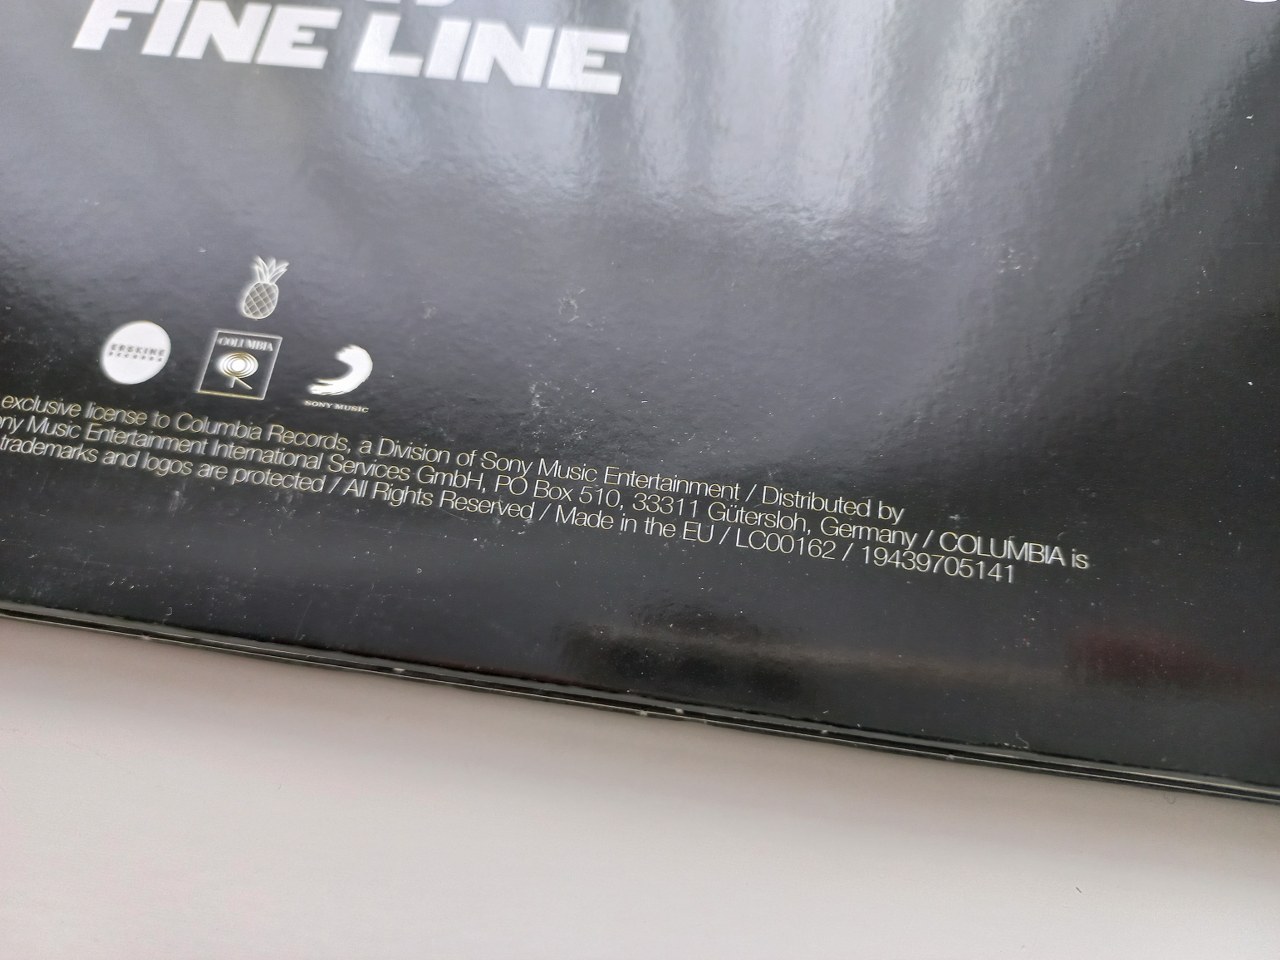 FINE LINE
ERSKINE
RECORDS
COLUMBIA
SONY MUSIC
exclusive license to Columbia Records, a Division of Sony Music Entertainment / Distributed by
ny Music Entertainment International Services GmbH, PO Box 510, 33311 Gütersloh, Germany / COLUMBIA is
trademarks and logos are protected / All Rights Reserved / Made in the EU / LC00162 / 19439705141